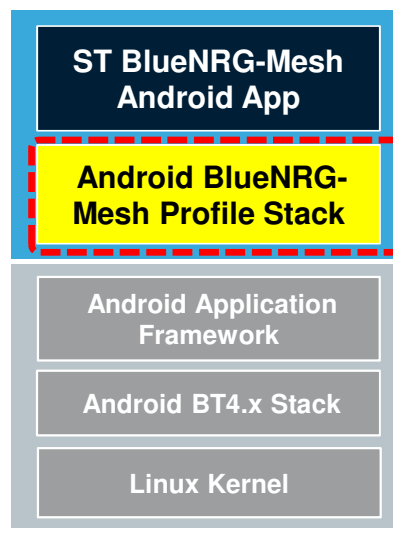 ST BlueNRG-Mesh
Android App
Android BlueNRG-
Mesh Profile Stack
Android Application
Framework
Android BT4.x Stack
Linux Kernel